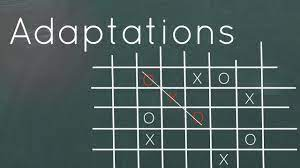 Adaptations
O X O
X X
O O
X O